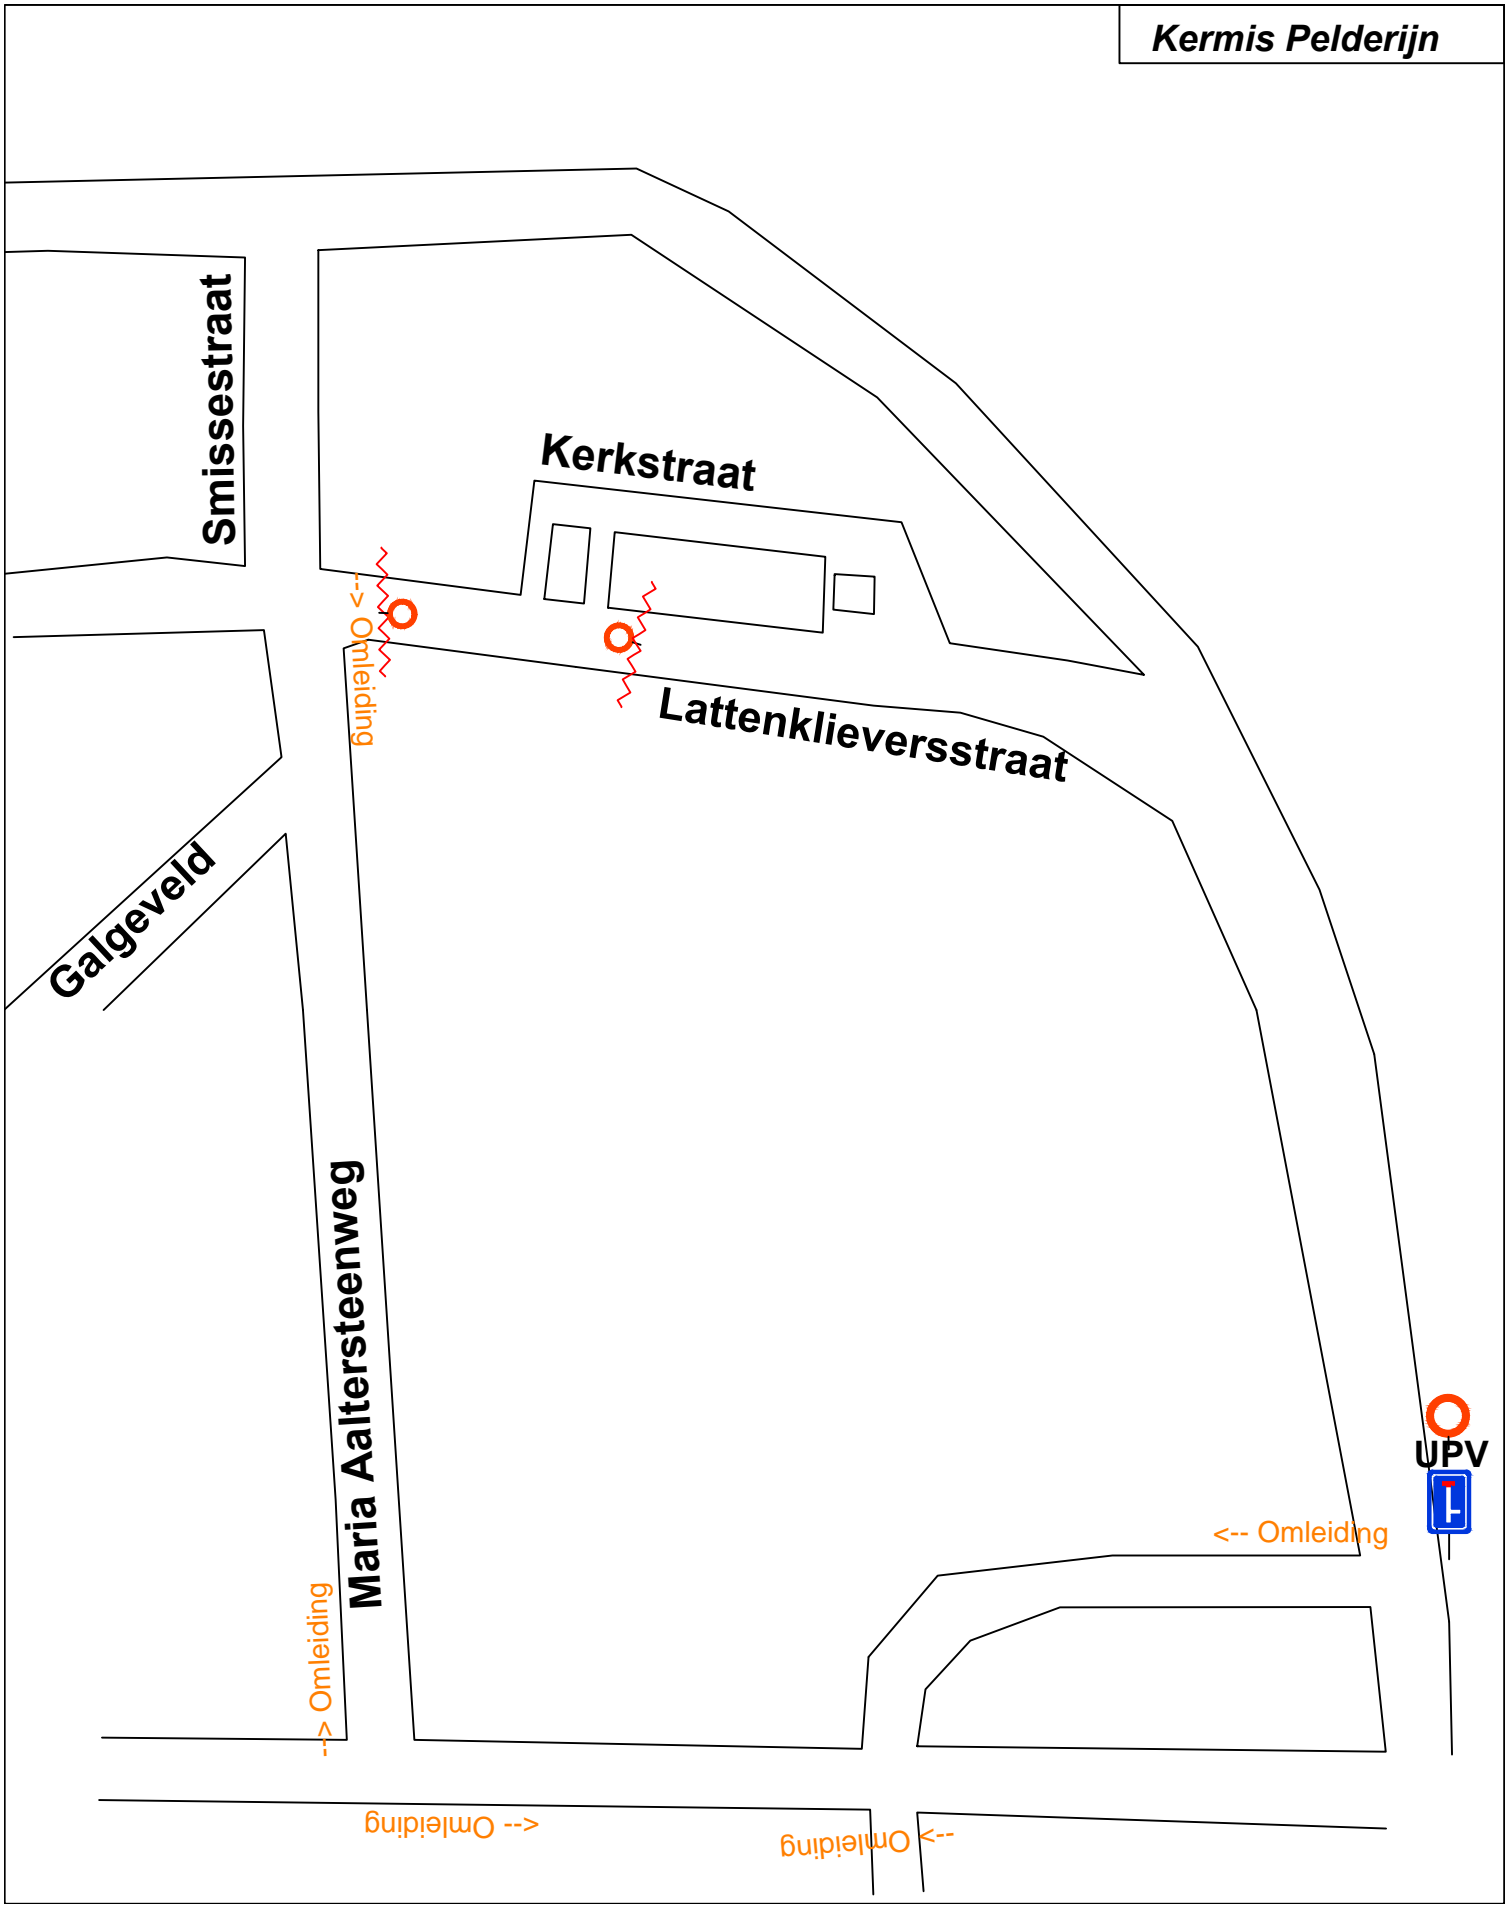 Kermis Pelderijn
Smissestraat
Kerkstraat
--> Omleiding
Lattenklieversstraat
Galgeveld
Maria Aaltersteenweg
UPV
<-- Omleiding
--> Omleiding
<-- Omleiding
--> Omleiding